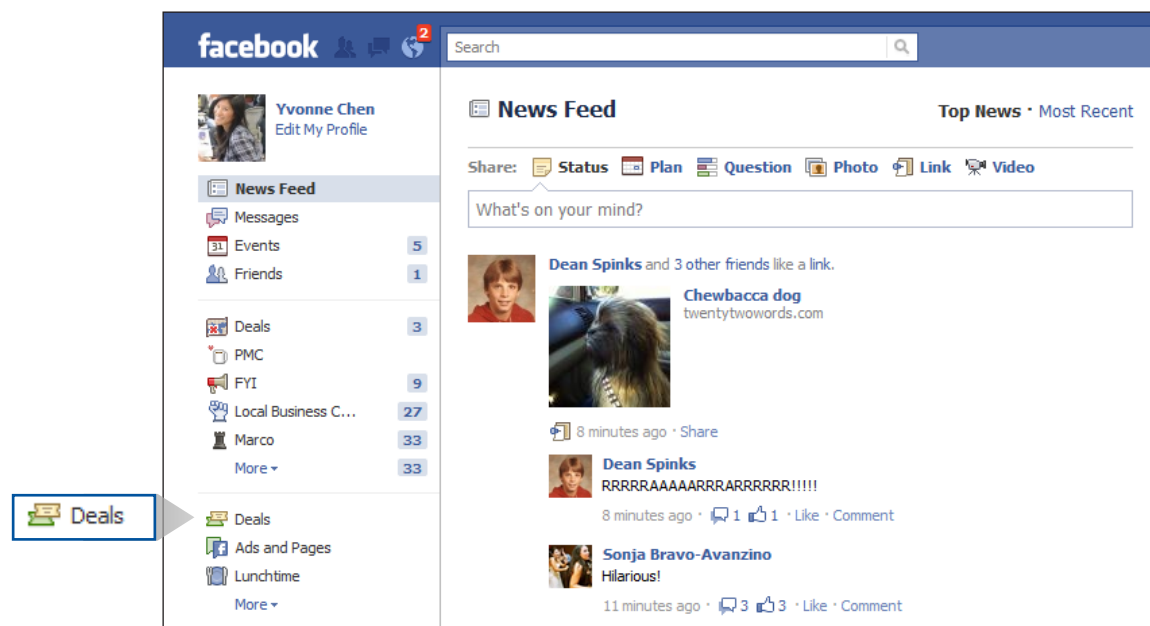 facebook
2
Search
Yvonne Chen
Edit My Profile
News Feed
Messages
31
Events 5
Friends 1
Deals 3
PMC
FYI 9
Local Business C... 27
Marco 33
More 33
Deals
Deals
Ads and Pages
Lunchtime
More
News Feed
Top News · Most Recent
Share: Status Plan Question Photo Link Video
What's on your mind?
Dean Spinks and 3 other friends like a link.
Chewbacca dog
twentytwowords.com
8 minutes ago · Share
Dean Spinks
RRRRRAAAAARRRARRRRRR!!!!!
8 minutes ago · 1 1 · Like · Comment
Sonja Bravo-Avanzino
Hilarious!
11 minutes ago · 3 3 · Like · Comment